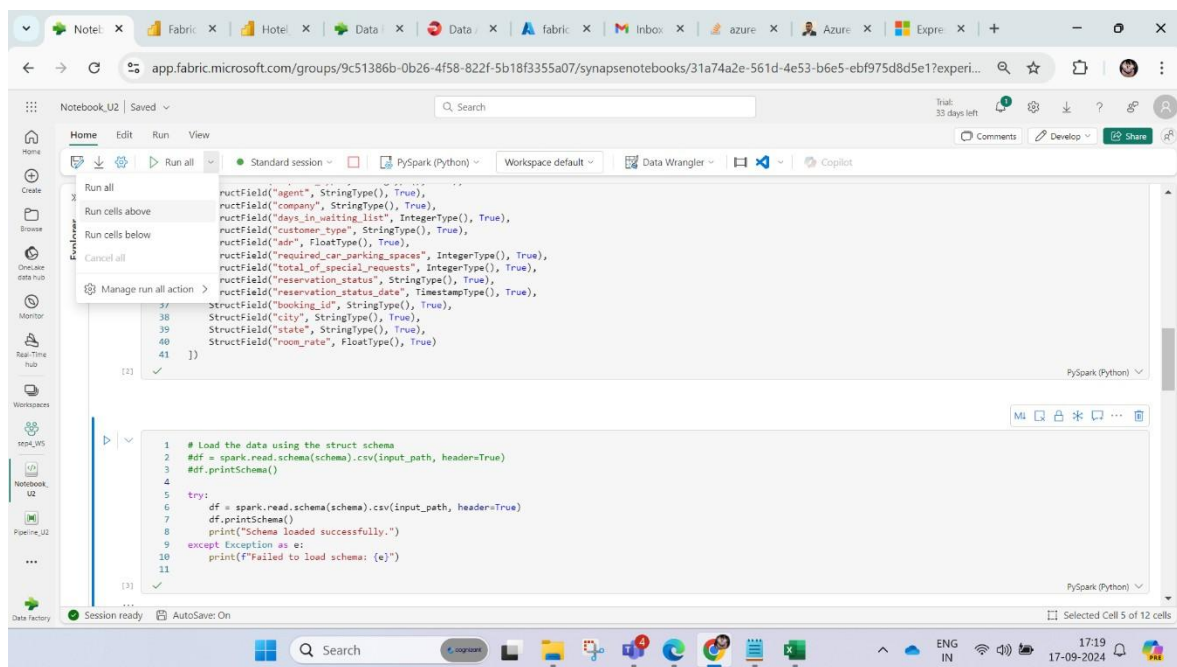 Noteb
Fabric
Hotel
Data F
Data /
fabric
Inbox
azure
Azure
Expre
app.fabric.microsoft.com/groups/9c51386b-0b26-4f58-822f-5b18f3355a07/synapsenotebooks/31a74a2e-561d-4e53-b6e5-ebf975d8d5e1?experi...
Notebook_U2 | Saved
Search
Trial:
33 days left
1
Home Edit Run View
Comments
Develop
Share
Run all
Standard session
PySpark (Python)
Workspace default
Data Wrangler
Copilot
Run all
Run cells above
Run cells below
Cancel all
Manage run all action
Home
Create
Browse
OneLake
data hub
Monitor
Real-Time
hub
Workspaces
sep4_WS
Notebook_
U2
Pipeline_U2
Data Factory
Explorer
ructField("agent", StringType(), True),
ructField("company", StringType(), True),
ructField("days_in_waiting_list", IntegerType(), True),
ructField("customer_type", StringType(), True),
ructField("adr", FloatType(), True),
ructField("required_car_parking_spaces", IntegerType(), True),
ructField("total_of_special_requests", IntegerType(), True),
ructField("reservation_status", StringType(), True),
ructField("reservation_status_date", TimestampType(), True),
37 StructField("booking_id", StringType(), True),
38 StructField("city", StringType(), True),
39 StructField("state", StringType(), True),
40 StructField("room_rate", FloatType(), True)
41 ])
[2]
PySpark (Python)
M↓
1 # Load the data using the struct schema
2 #df = spark.read.schema(schema).csv(input_path, header=True)
3 #df.printSchema()
4
5 try:
6 df = spark.read.schema(schema).csv(input_path, header=True)
7 df.printSchema()
8 print("Schema loaded successfully.")
9 except Exception as e:
10 print(f"Failed to load schema: {e}")
11
[3]
PySpark (Python)
Session ready
AutoSave: On
Selected Cell 5 of 12 cells
Search
cognizant
ENG
IN
17:19
17-09-2024
PRE